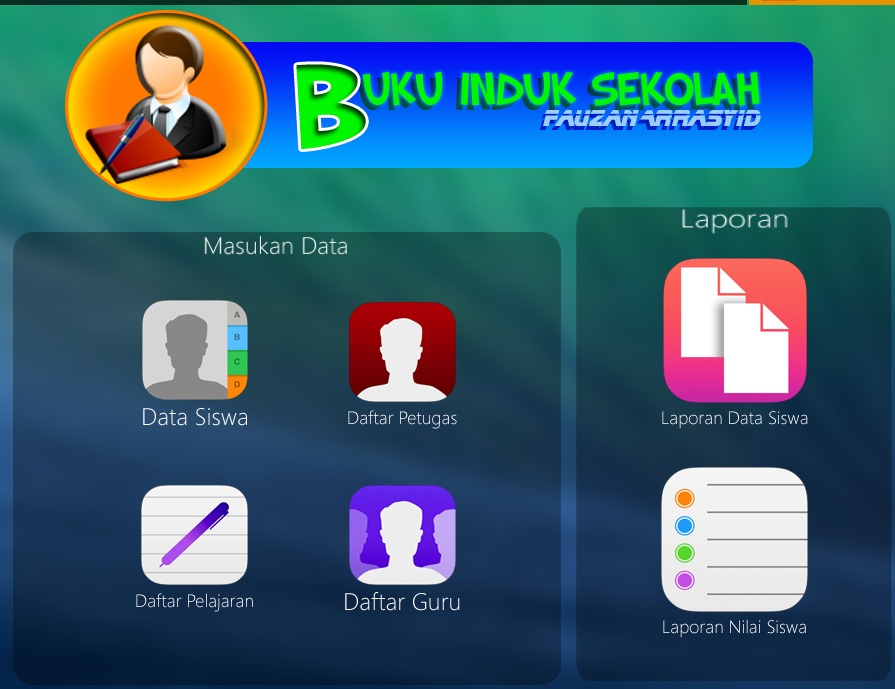 BUKU INDUK SEKOLAH
FAUZAN ARRASYID
Masukan Data
A
B
C
D
Data Siswa
Daftar Petugas
Daftar Pelajaran
Daftar Guru
Laporan
Laporan Data Siswa
Laporan Nilai Siswa